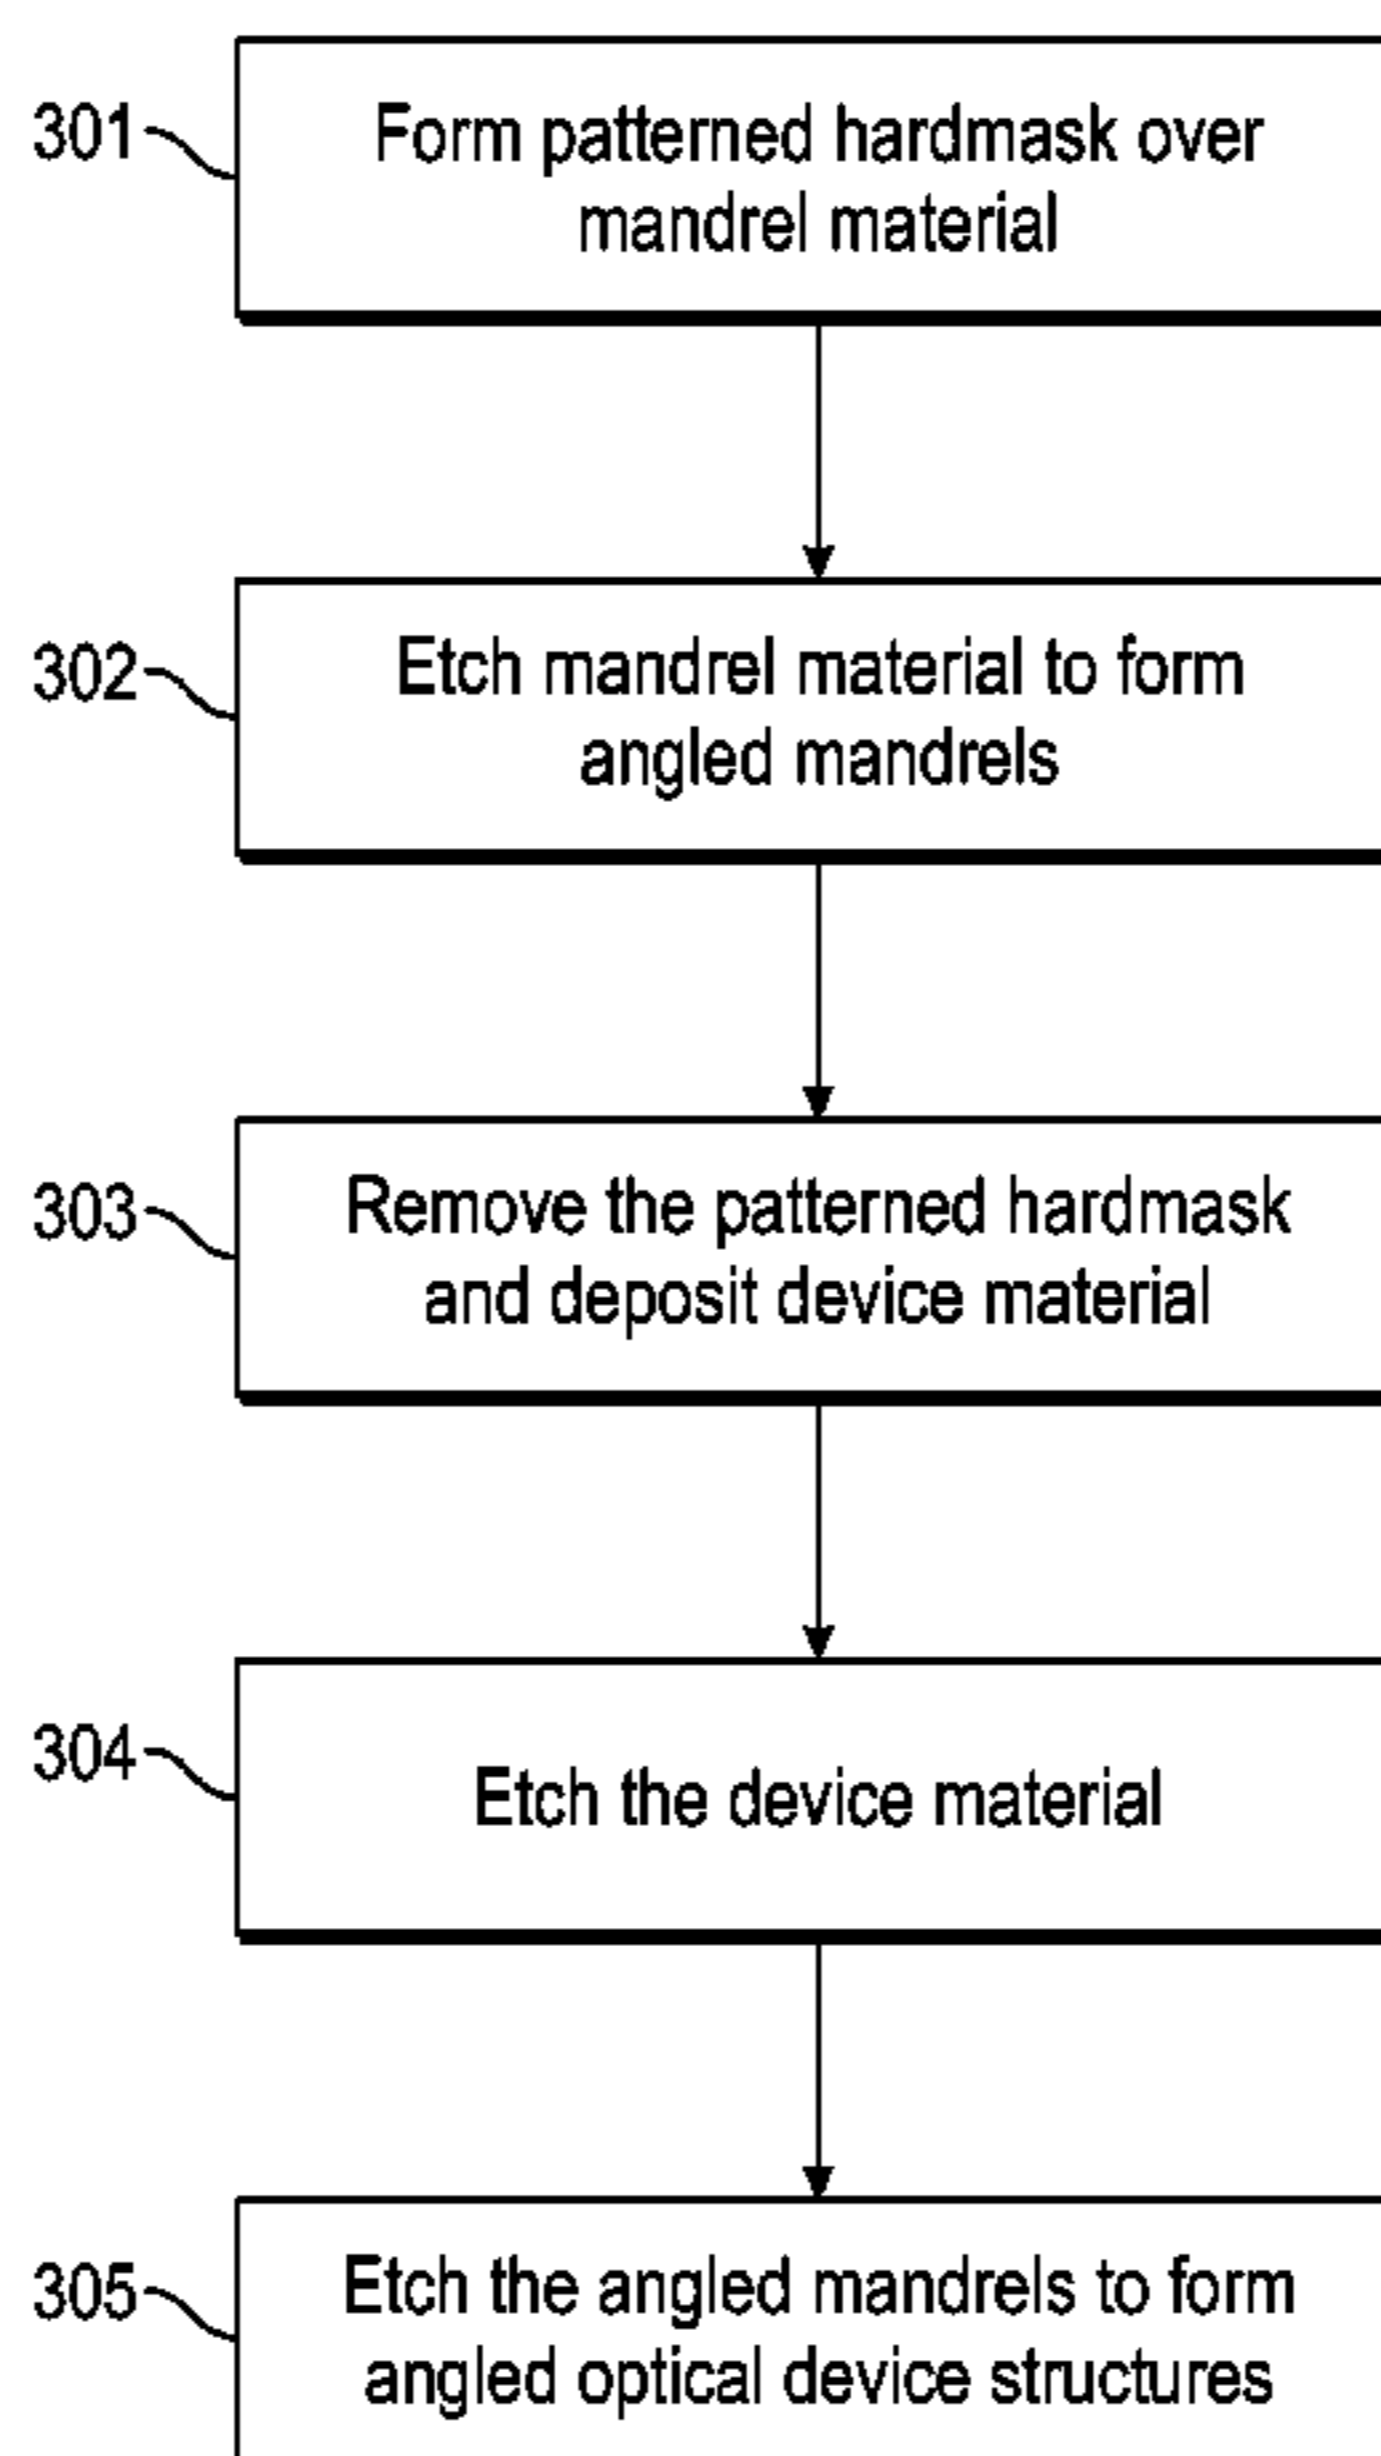 301
Form patterned hardmask over
mandrel material
302
Etch mandrel material to form
angled mandrels
303
Remove the patterned hardmask
and deposit device material
304
Etch the device material
305
Etch the angled mandrels to form
angled optical device structures